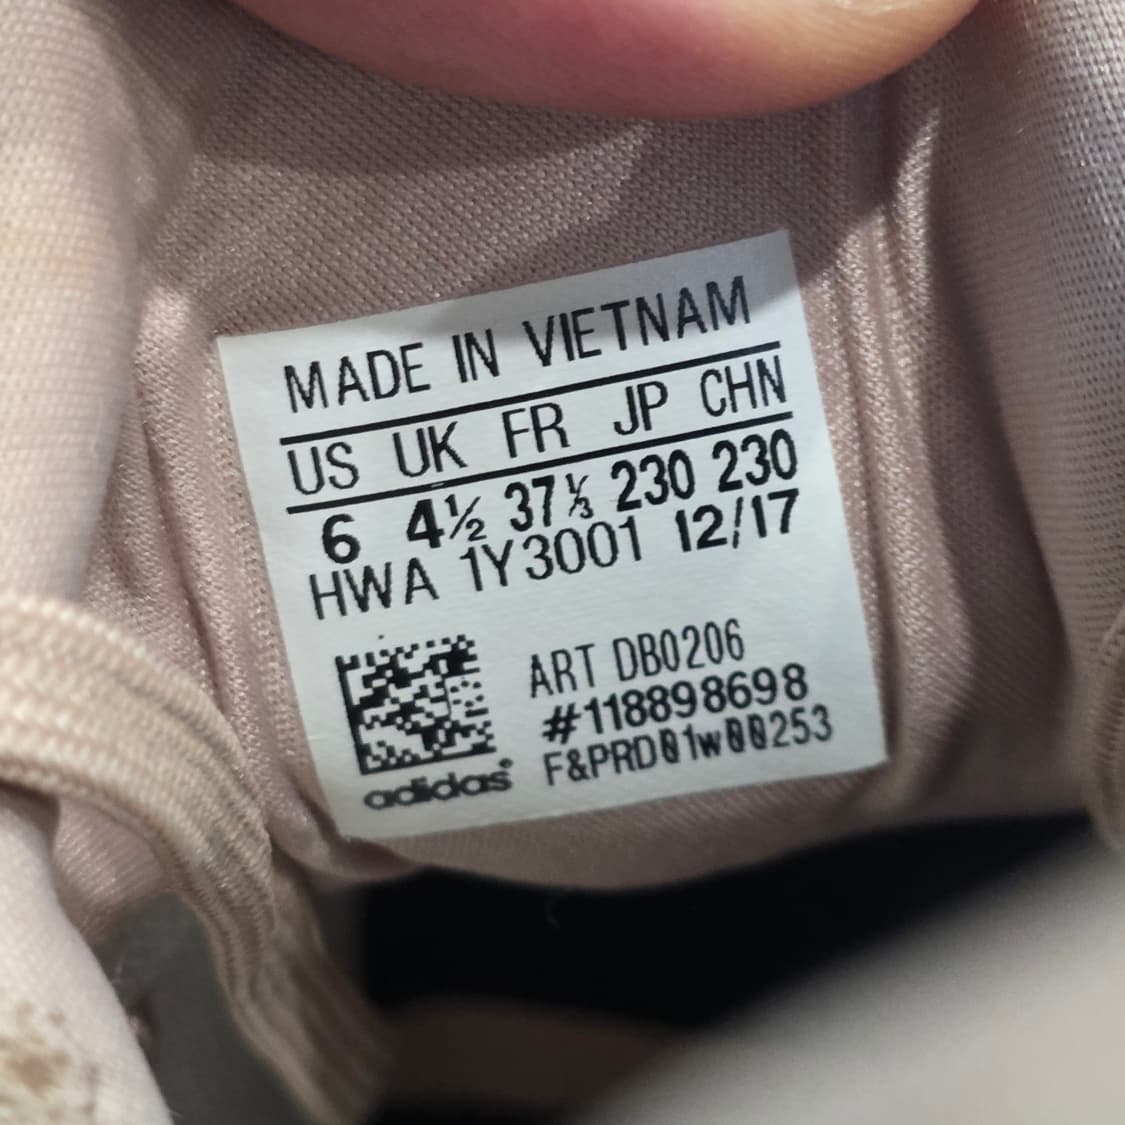 MADE IN VIETNAM
US UK FR JP CHN
6 4½ 37⅓ 230 230
HWA 1Y3001 12/17
ART DB0206
#118898698
F&PRD01w00253
adidas